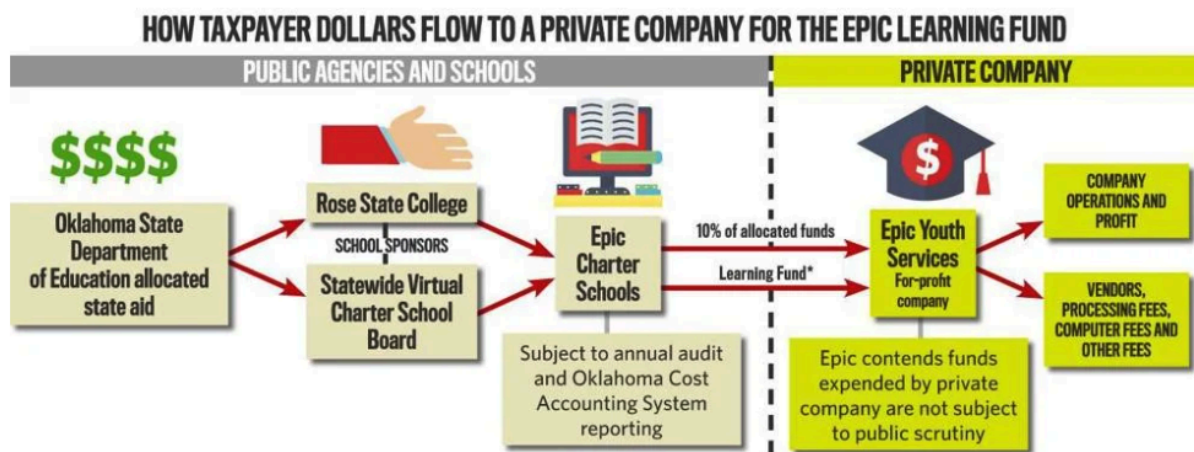 HOW TAXPAYER DOLLARS FLOW TO A PRIVATE COMPANY FOR THE EPIC LEARNING FUND
PUBLIC AGENCIES AND SCHOOLS
PRIVATE COMPANY
$$$$
Oklahoma State
Department
of Education allocated
state aid
Rose State College
SCHOOL SPONSORS
Statewide Virtual
Charter School
Board
Epic
Charter
Schools
Subject to annual audit
and Oklahoma Cost
Accounting System
reporting
10% of allocated funds
Learning Fund*
$
Epic Youth
Services
For-profit
company
Epic contends funds
expended by private
company are not subject
to public scrutiny
COMPANY
OPERATIONS AND
PROFIT
VENDORS,
PROCESSING FEES,
COMPUTER FEES AND
OTHER FEES